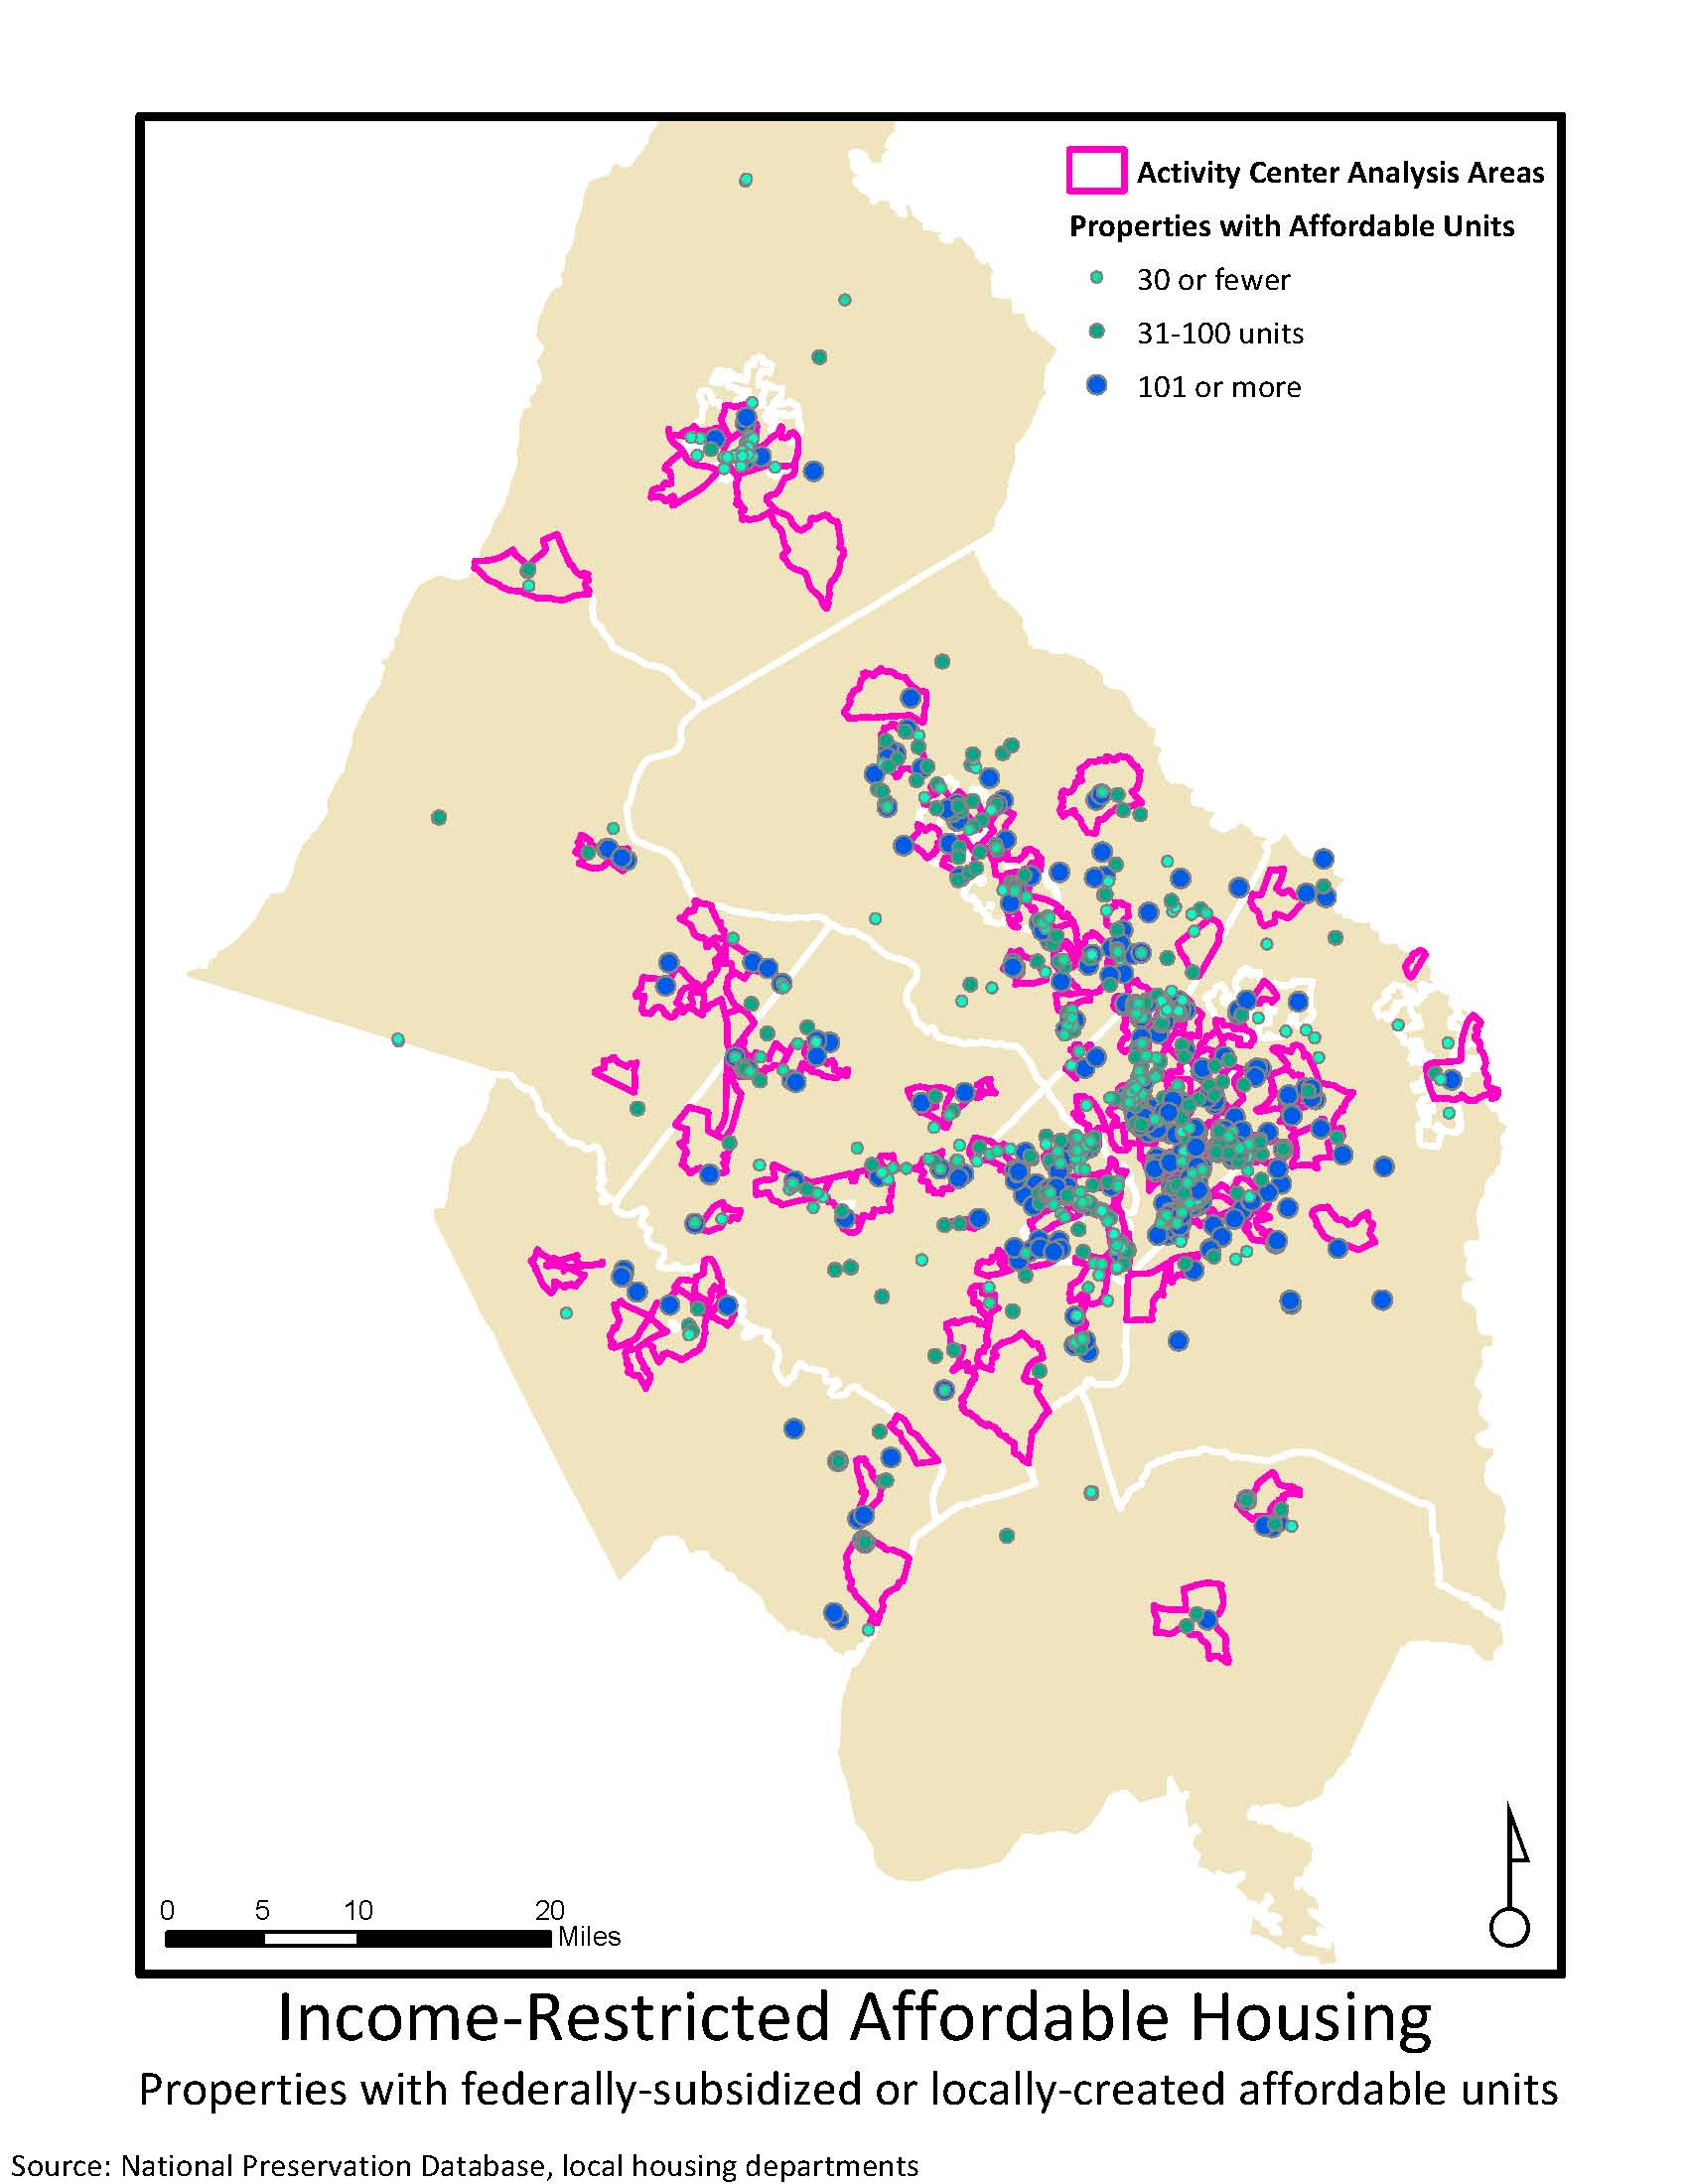 Activity Center Analysis Areas
Properties with Affordable Units
30 or fewer
31-100 units
101 or more
0 5 10 20
Miles
Income-Restricted Affordable Housing
Properties with federally-subsidized or locally-created affordable units
Source: National Preservation Database, local housing departments